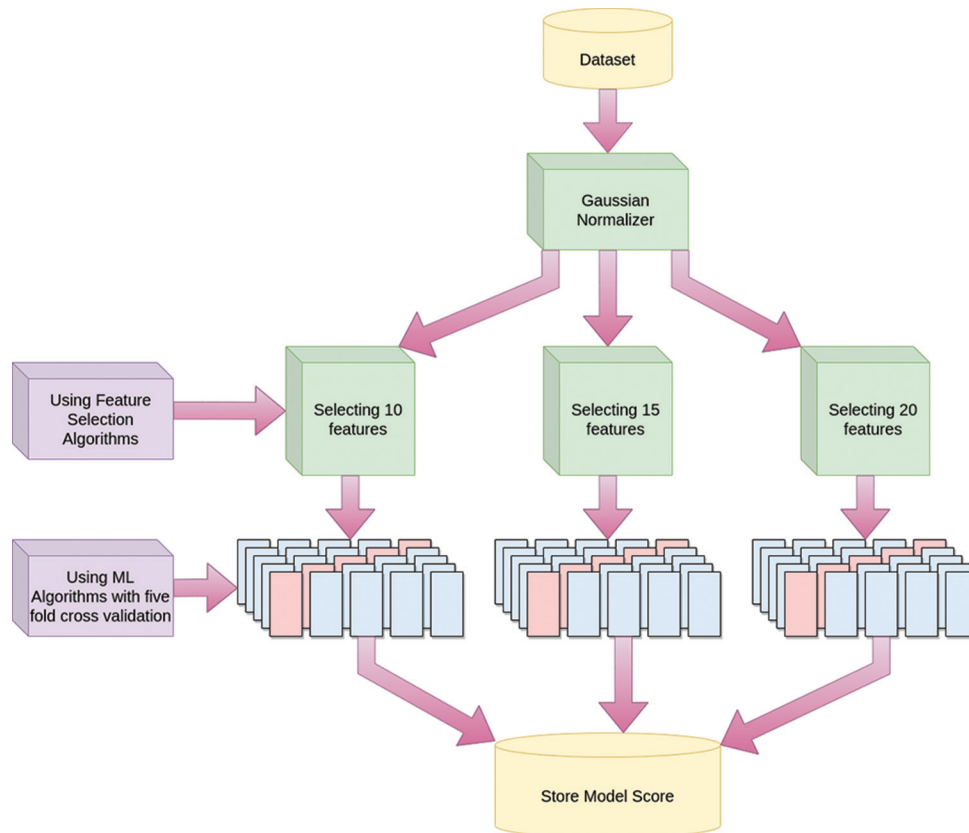 Dataset
Gaussian
Normalizer
Using Feature
Selection
Algorithms
Selecting 10
features
Selecting 15
features
Selecting 20
features
Using ML
Algorithms with five
fold cross validation
Store Model Score